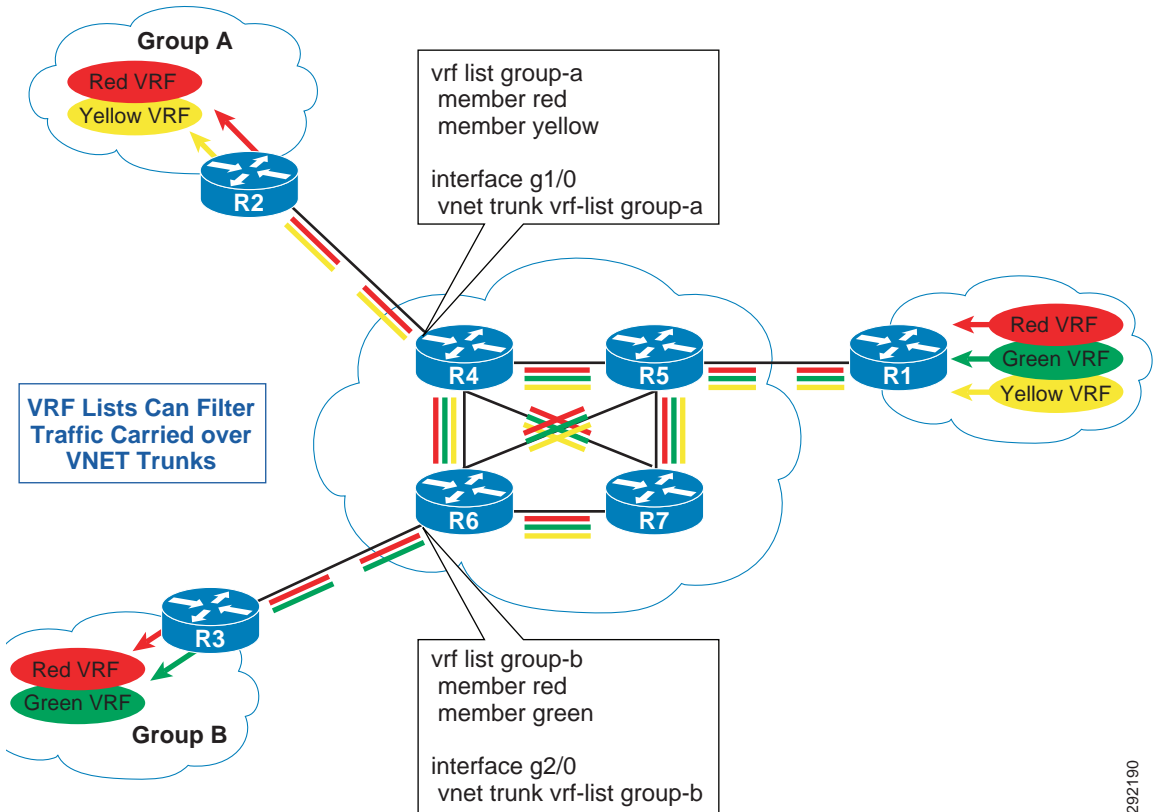 Group A
Red VRF
Yellow VRF
R2
vrf list group-a
member red
member yellow
interface g1/0
vnet trunk vrf-list group-a
R4
R5
R1
Red VRF
Green VRF
Yellow VRF
VRF Lists Can Filter
Traffic Carried over
VNET Trunks
R6
R7
R3
Red VRF
Green VRF
Group B
vrf list group-b
member red
member green
interface g2/0
vnet trunk vrf-list group-b
292190